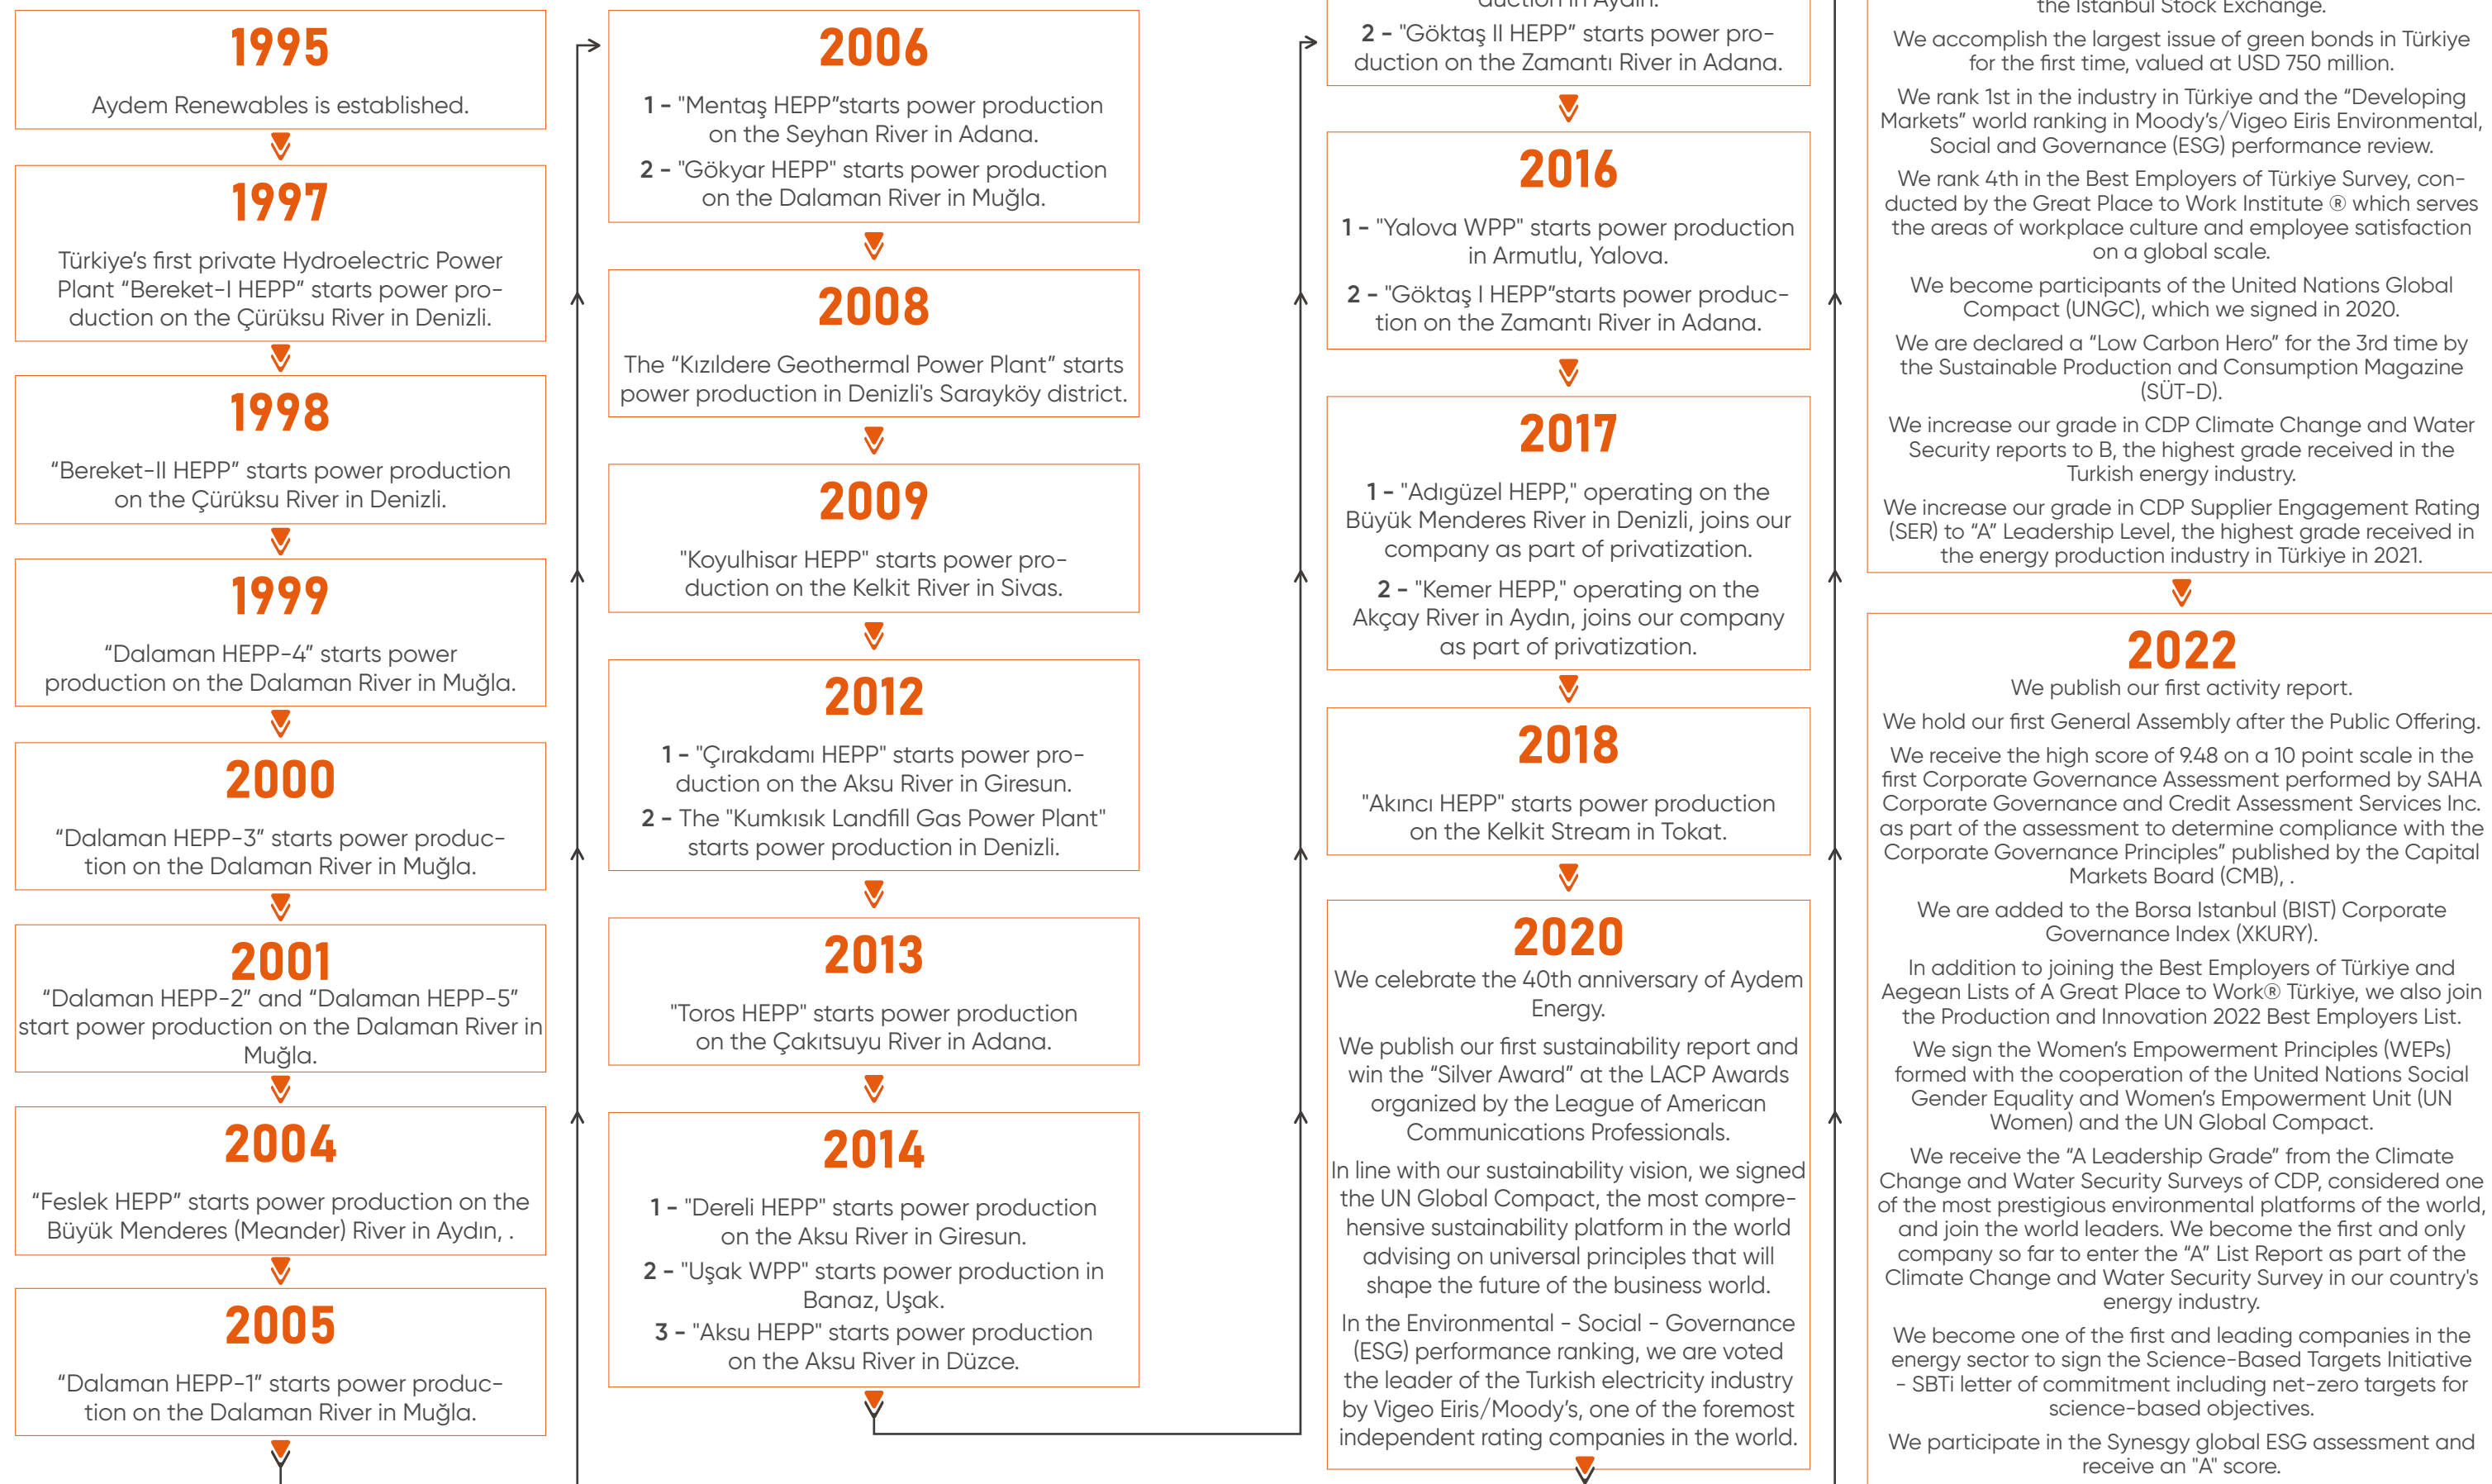 1995
Aydem Renewables is established.
1997
Türkiye’s first private Hydroelectric Power
Plant “Bereket-I HEPP” starts power pro-
duction on the Çürüksu River in Denizli.
1998
“Bereket-II HEPP” starts power production
on the Çürüksu River in Denizli.
1999
“Dalaman HEPP-4” starts power
production on the Dalaman River in Muğla.
2000
“Dalaman HEPP-3” starts power produc-
tion on the Dalaman River in Muğla.
2001
“Dalaman HEPP-2” and “Dalaman HEPP-5”
start power production on the Dalaman River in
Muğla.
2004
“Feslek HEPP” starts power production on the
Büyük Menderes (Meander) River in Aydın, .
2005
“Dalaman HEPP-1” starts power produc-
tion on the Dalaman River in Muğla.
2006
1 - "Mentaş HEPP”starts power production
on the Seyhan River in Adana.
2 - "Gökyar HEPP" starts power production
on the Dalaman River in Muğla.
2008
The “Kızıldere Geothermal Power Plant” starts
power production in Denizli's Sarayköy district.
2009
"Koyulhisar HEPP" starts power pro-
duction on the Kelkit River in Sivas.
2012
1 - "Çırakdamı HEPP" starts power pro-
duction on the Aksu River in Giresun.
2 - The "Kumkısık Landfill Gas Power Plant"
starts power production in Denizli.
2013
"Toros HEPP" starts power production
on the Çakıtsuyu River in Adana.
2014
1 - "Dereli HEPP" starts power production
on the Aksu River in Giresun.
2 - "Uşak WPP" starts power production in
Banaz, Uşak.
3 - "Aksu HEPP" starts power production
on the Aksu River in Düzce.
duction in Aydın.
2 - "Göktaş II HEPP” starts power pro-
duction on the Zamantı River in Adana.
2016
1 - "Yalova WPP" starts power production
in Armutlu, Yalova.
2 - "Göktaş I HEPP”starts power produc-
tion on the Zamantı River in Adana.
2017
1 - "Adıgüzel HEPP," operating on the
Büyük Menderes River in Denizli, joins our
company as part of privatization.
2 - "Kemer HEPP," operating on the
Akçay River in Aydın, joins our company
as part of privatization.
2018
"Akıncı HEPP" starts power production
on the Kelkit Stream in Tokat.
2020
We celebrate the 40th anniversary of Aydem
Energy.
We publish our first sustainability report and
win the “Silver Award” at the LACP Awards
organized by the League of American
Communications Professionals.
In line with our sustainability vision, we signed
the UN Global Compact, the most compre-
hensive sustainability platform in the world
advising on universal principles that will
shape the future of the business world.
In the Environmental - Social - Governance
(ESG) performance ranking, we are voted
the leader of the Turkish electricity industry
by Vigeo Eiris/Moody’s, one of the foremost
independent rating companies in the world.
the Istanbul Stock Exchange.
We accomplish the largest issue of green bonds in Türkiye
for the first time, valued at USD 750 million.
We rank 1st in the industry in Türkiye and the “Developing
Markets” world ranking in Moody’s/Vigeo Eiris Environmental,
Social and Governance (ESG) performance review.
We rank 4th in the Best Employers of Türkiye Survey, con-
ducted by the Great Place to Work Institute ® which serves
the areas of workplace culture and employee satisfaction
on a global scale.
We become participants of the United Nations Global
Compact (UNGC), which we signed in 2020.
We are declared a “Low Carbon Hero” for the 3rd time by
the Sustainable Production and Consumption Magazine
(SÜT-D).
We increase our grade in CDP Climate Change and Water
Security reports to B, the highest grade received in the
Turkish energy industry.
We increase our grade in CDP Supplier Engagement Rating
(SER) to “A” Leadership Level, the highest grade received in
the energy production industry in Türkiye in 2021.
2022
We publish our first activity report.
We hold our first General Assembly after the Public Offering.
We receive the high score of 9.48 on a 10 point scale in the
first Corporate Governance Assessment performed by SAHA
Corporate Governance and Credit Assessment Services Inc.
as part of the assessment to determine compliance with the
Corporate Governance Principles” published by the Capital
Markets Board (CMB), .
We are added to the Borsa Istanbul (BIST) Corporate
Governance Index (XKURY).
In addition to joining the Best Employers of Türkiye and
Aegean Lists of A Great Place to Work® Türkiye, we also join
the Production and Innovation 2022 Best Employers List.
We sign the Women’s Empowerment Principles (WEPs)
formed with the cooperation of the United Nations Social
Gender Equality and Women’s Empowerment Unit (UN
Women) and the UN Global Compact.
We receive the “A Leadership Grade” from the Climate
Change and Water Security Surveys of CDP, considered one
of the most prestigious environmental platforms of the world,
and join the world leaders. We become the first and only
company so far to enter the “A” List Report as part of the
Climate Change and Water Security Survey in our country's
energy industry.
We become one of the first and leading companies in the
energy sector to sign the Science-Based Targets Initiative
- SBTi letter of commitment including net-zero targets for
science-based objectives.
We participate in the Synesgy global ESG assessment and
receive an "A" score.